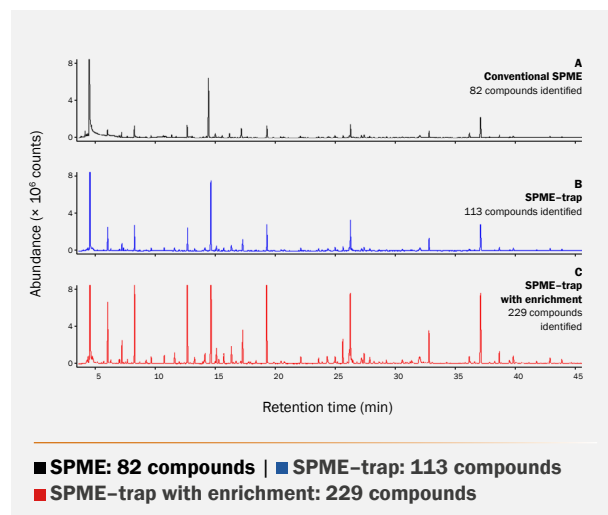 A
Conventional SPME
82 compounds identified
8
4
0
B
SPME–trap
113 compounds identified
8
4
0
C
SPME–trap
with enrichment
229 compounds
identified
8
4
0
Abundance (× 10⁶ counts)
5 10 15 20 25 30 35 40 45
Retention time (min)
SPME: 82 compounds | SPME–trap: 113 compounds
SPME–trap with enrichment: 229 compounds